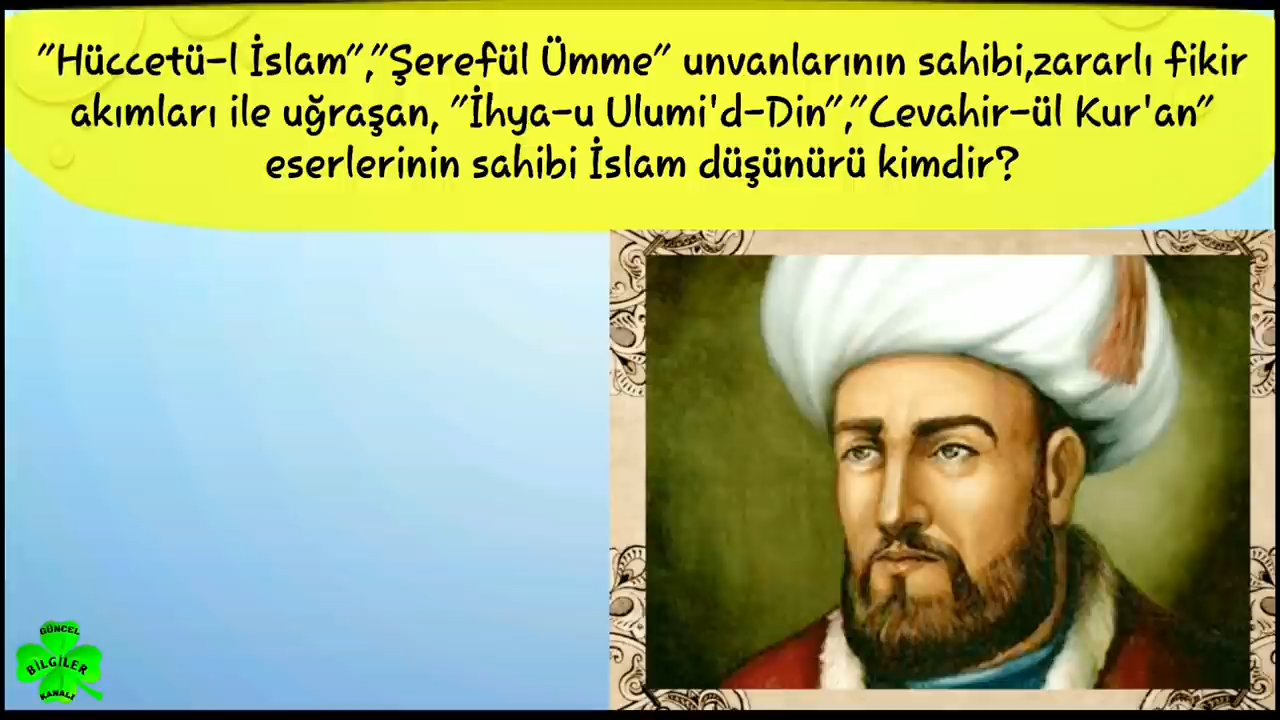 "Hüccetü-l İslam","Şerefül Ümme" unvanlarının sahibi,zararlı fikir
akımları ile uğraşan, "İhya-u Ulumi'd-Din","Cevahir-ül Kur'an"
eserlerinin sahibi İslam düşünürü kimdir?
GÜNCEL
BİLGİLER
KANALI